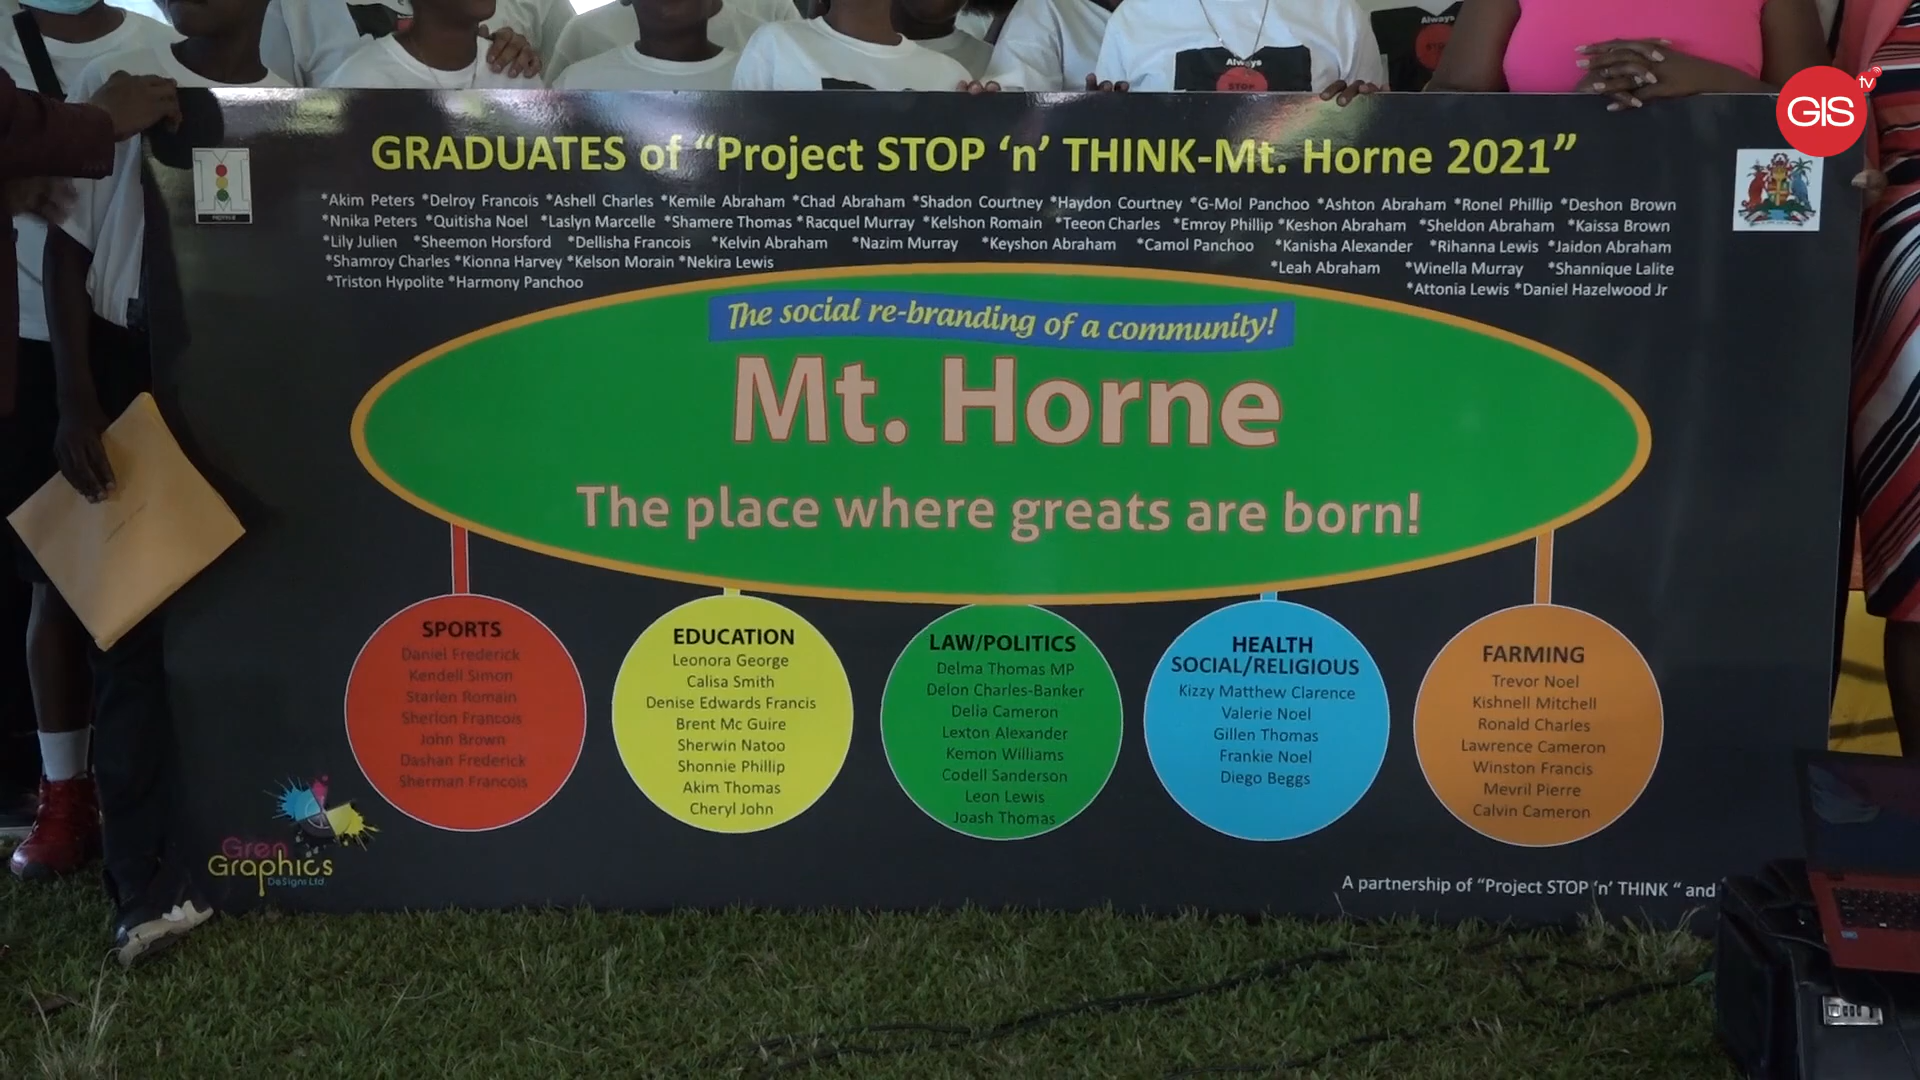 Always
STOP
Always
STOP
GIS tv
GRADUATES of “Project STOP ‘n’ THINK-Mt. Horne 2021”
*Akim Peters *Delroy Francois *Ashell Charles *Kemile Abraham *Chad Abraham *Shadon Courtney *Haydon Courtney *G-Mol Panchoo *Ashton Abraham *Ronel Phillip *Deshon Brown
*Nnika Peters *Quitisha Noel *Laslyn Marcelle *Shamere Thomas *Racquel Murray *Kelshon Romain *Teeon Charles *Emroy Phillip *Keshon Abraham *Sheldon Abraham *Kaissa Brown
*Lily Julien *Sheemon Horsford *Dellisha Francois *Kelvin Abraham *Nazim Murray *Keyshon Abraham *Camol Panchoo *Kanisha Alexander *Rihanna Lewis *Jaidon Abraham
*Shamroy Charles *Kionna Harvey *Kelson Morain *Nekira Lewis *Leah Abraham *Winella Murray *Shannique Lalite
*Triston Hypolite *Harmony Panchoo *Attonia Lewis *Daniel Hazelwood Jr
The social re-branding of a community!
Mt. Horne
The place where greats are born!
SPORTS
Daniel Frederick
Kendell Simon
Starlen Romain
Sherlon Francois
John Brown
Dashan Frederick
Sherman Francois
EDUCATION
Leonora George
Calisa Smith
Denise Edwards Francis
Brent Mc Guire
Sherwin Natoo
Shonnie Phillip
Akim Thomas
Cheryl John
LAW/POLITICS
Delma Thomas MP
Delon Charles-Banker
Delia Cameron
Lexton Alexander
Kemon Williams
Codell Sanderson
Leon Lewis
Joash Thomas
HEALTH
SOCIAL/RELIGIOUS
Kizzy Matthew Clarence
Valerie Noel
Gillen Thomas
Frankie Noel
Diego Beggs
FARMING
Trevor Noel
Kishnell Mitchell
Ronald Charles
Lawrence Cameron
Winston Francis
Mevril Pierre
Calvin Cameron
Gren
Graphics
DeSigns Ltd.
A partnership of “Project STOP ‘n’ THINK “ and